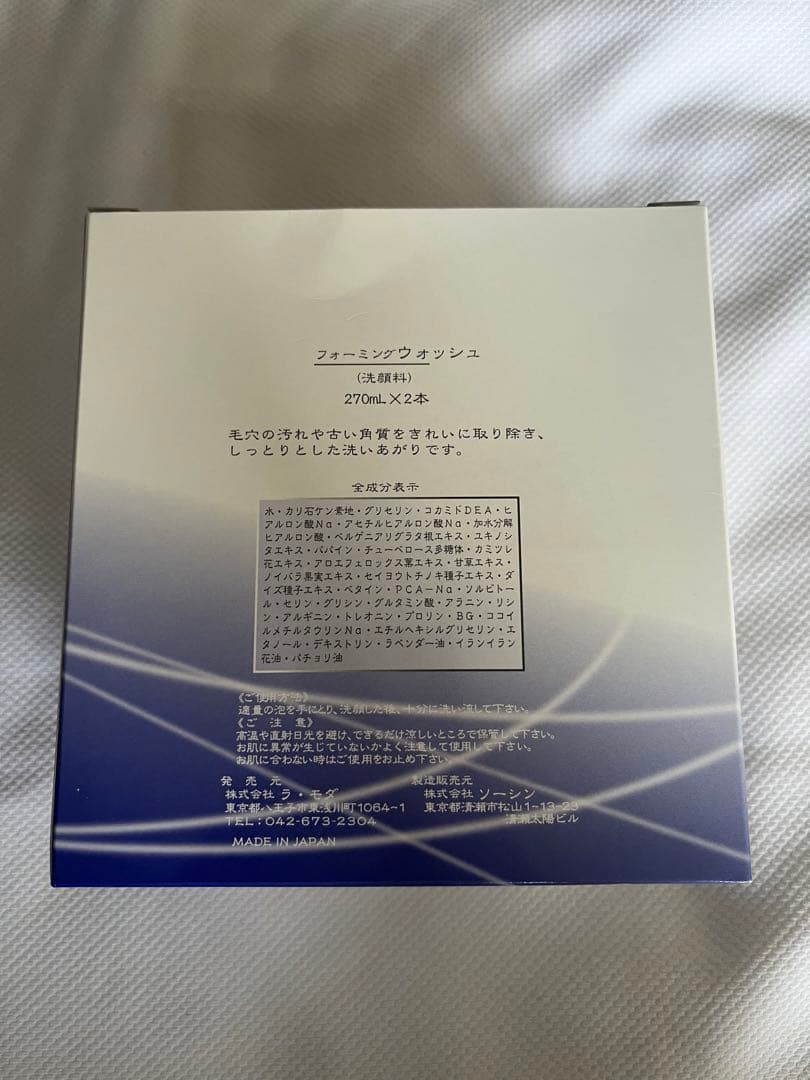 フォーミングウォッシュ
(洗顔料)
270mL×2本
毛穴の汚れや古い角質をきれいに取り除き、
しっとりとした洗いあがりです。
全成分表示
水・カリ石ケン素地・グリセリン・コカミドDEA・ヒ
アルロン酸Na・アセチルヒアルロン酸Na・加水分解
ヒアルロン酸・ベルゲニアリグラタ根エキス・ユキノシ
タエキス・パパイン・チューベロース多糖体・カミツレ
花エキス・アロエフェロックス葉エキス・甘草エキス・
ノイバラ果実エキス・セイヨウトチノキ種子エキス・ダ
イズ種子エキス・ベタイン・PCA-Na・ソルビトー
ル・セリン・グリシン・グルタミン酸・アラニン・リシ
ン・アルギニン・トレオニン・プロリン・BG・ココイ
ルメチルタウリンNa・エチルヘキシルグリセリン・エ
タノール・デキストリン・ラベンダー油・イランイラン
花油・パチョリ油
《ご使用方法》
適量の泡を手にとり、洗顔した後、十分に洗い流して下さい。
《ご 注 意》
高温や直射日光を避け、できるだけ涼しいところで保管して下さい。
お肌に異常が生じていないかよく注意して使用して下さい。
お肌に合わない時はご使用をお止め下さい。
発 売 元
株式会社 ラ・モダ
東京都八王子市東浅川町1064-1
TEL:042-673-2304
製造販売元
株式会社 ソーシン
東京都清瀬市松山1-13-23
清瀬太陽ビル
MADE IN JAPAN